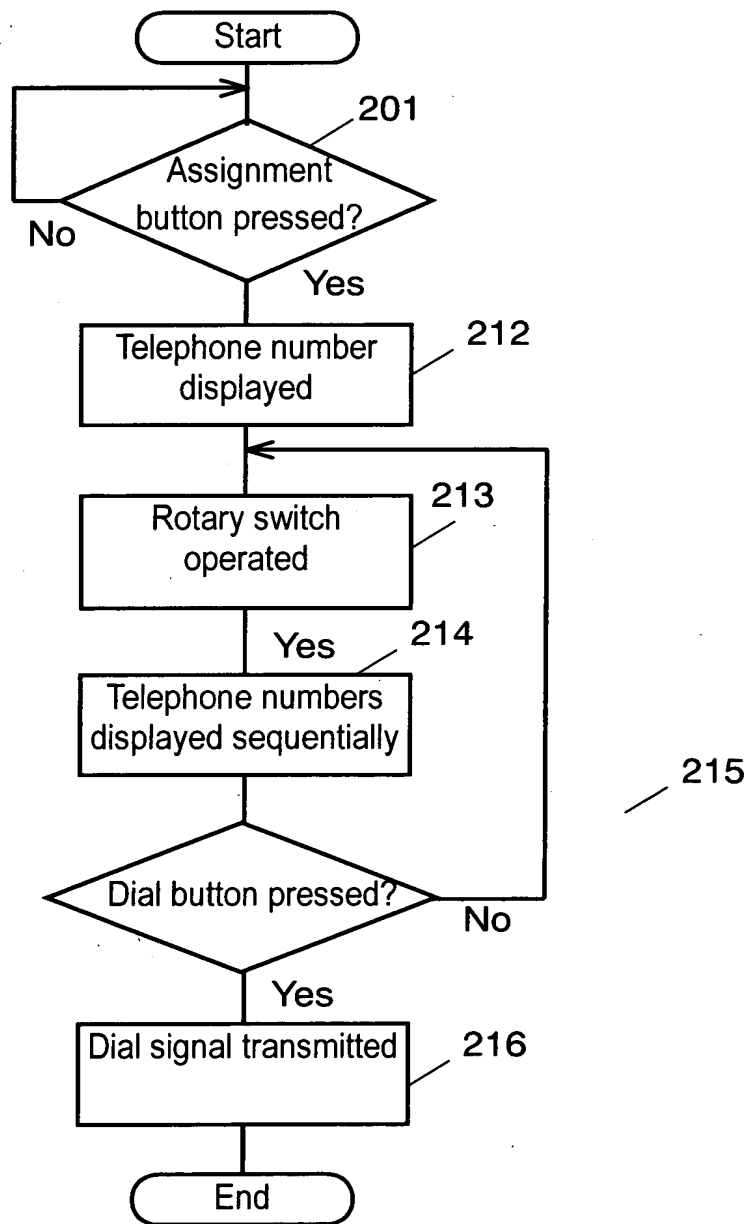 Start
201
Assignment
button pressed?
No
Yes
212
Telephone number
displayed
213
Rotary switch
operated
Yes
214
Telephone numbers
displayed sequentially
215
Dial button pressed?
No
Yes
Dial signal transmitted
216
End